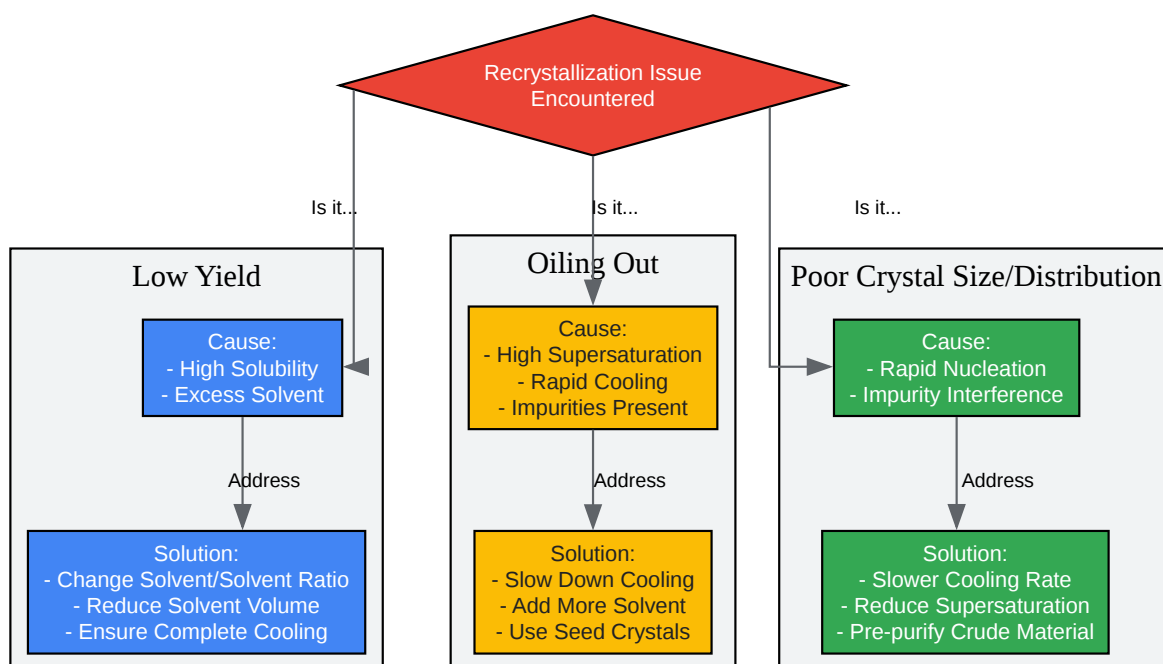 Recrystallization Issue
Encountered
Is it...
Is it...
Is it...
Low Yield
Cause:
- High Solubility
- Excess Solvent
Address
Solution:
- Change Solvent/Solvent Ratio
- Reduce Solvent Volume
- Ensure Complete Cooling
Oiling Out
Cause:
- High Supersaturation
- Rapid Cooling
- Impurities Present
Address
Solution:
- Slow Down Cooling
- Add More Solvent
- Use Seed Crystals
Poor Crystal Size/Distribution
Cause:
- Rapid Nucleation
- Impurity Interference
Address
Solution:
- Slower Cooling Rate
- Reduce Supersaturation
- Pre-purify Crude Material